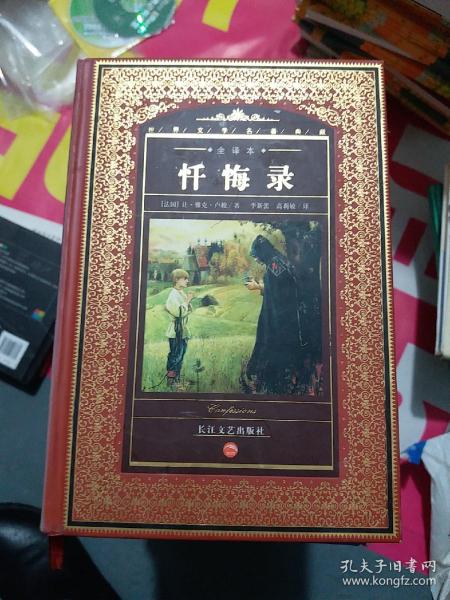 世界文学名著典藏
全译本
忏悔录
[法国] 让·雅克·卢梭/著 李新蕾 高莉敏/译
Confessions
长江文艺出版社
孔夫子旧书网
www.kongfz.com